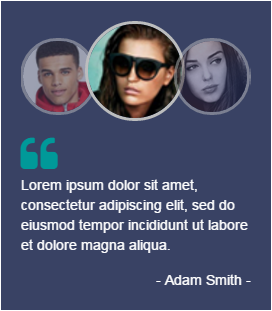 Lorem ipsum dolor sit amet,
consectetur adipiscing elit, sed do
eiusmod tempor incididunt ut labore
et dolore magna aliqua.
- Adam Smith -